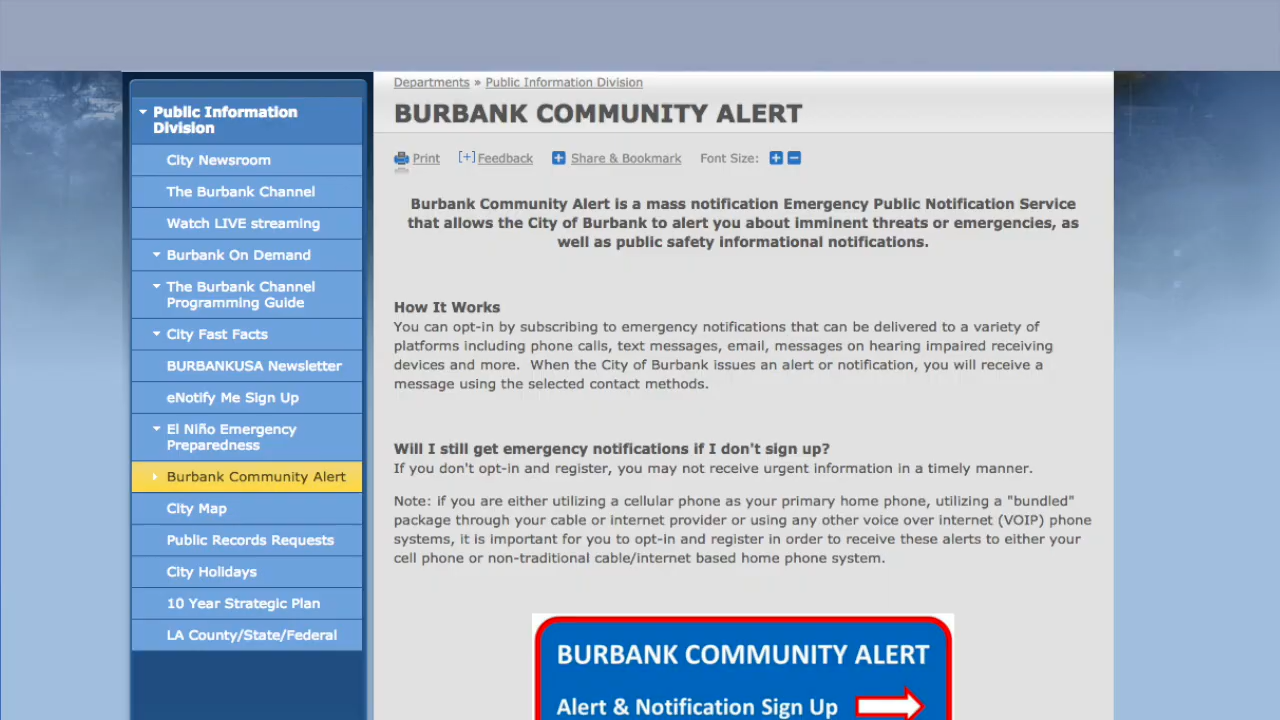 Public Information
Division
City Newsroom
The Burbank Channel
Watch LIVE streaming
Burbank On Demand
The Burbank Channel
Programming Guide
City Fast Facts
BURBANKUSA Newsletter
eNotify Me Sign Up
El Niño Emergency
Preparedness
Burbank Community Alert
City Map
Public Records Requests
City Holidays
10 Year Strategic Plan
LA County/State/Federal
Departments » Public Information Division
BURBANK COMMUNITY ALERT
Print [+]Feedback Share & Bookmark Font Size: + −
Burbank Community Alert is a mass notification Emergency Public Notification Service
that allows the City of Burbank to alert you about imminent threats or emergencies, as
well as public safety informational notifications.
How It Works
You can opt-in by subscribing to emergency notifications that can be delivered to a variety of
platforms including phone calls, text messages, email, messages on hearing impaired receiving
devices and more. When the City of Burbank issues an alert or notification, you will receive a
message using the selected contact methods.
Will I still get emergency notifications if I don't sign up?
If you don't opt-in and register, you may not receive urgent information in a timely manner.
Note: if you are either utilizing a cellular phone as your primary home phone, utilizing a "bundled"
package through your cable or internet provider or using any other voice over internet (VOIP) phone
systems, it is important for you to opt-in and register in order to receive these alerts to either your
cell phone or non-traditional cable/internet based home phone system.
BURBANK COMMUNITY ALERT
Alert & Notification Sign Up